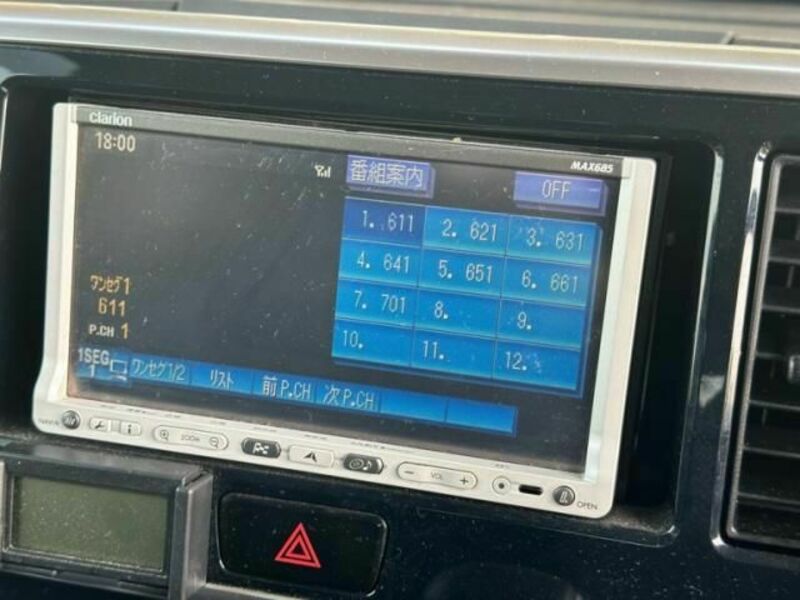 clarion
MAX685
18:00
番組案内
OFF
1. 611
2. 621
3. 631
4. 641
5. 651
6. 661
7. 701
8.
9.
10.
11.
12.
ワンセグ1
611
P.CH 1
1SEG
ワンセグ1/2
リスト
前P.CH
次P.CH
AV
ZOOM
VOL
OPEN